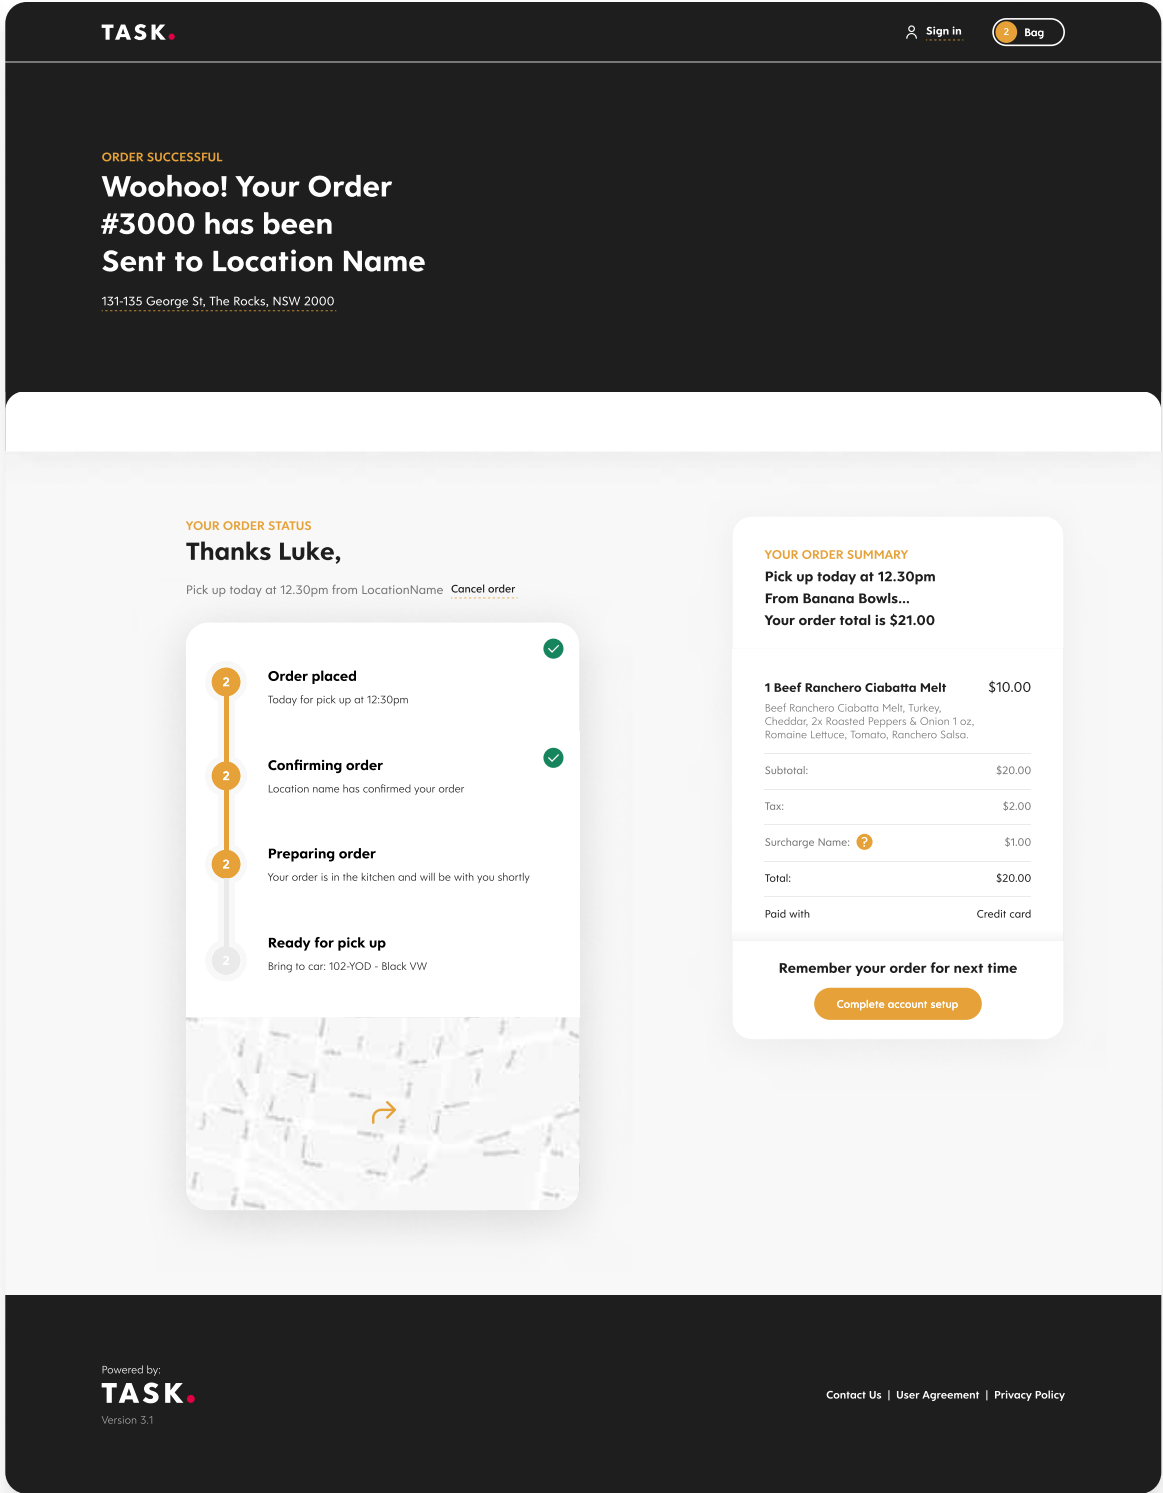 TASK.
Sign in
2 Bag
ORDER SUCCESSFUL
Woohoo! Your Order
#3000 has been
Sent to Location Name
131-135 George St, The Rocks, NSW 2000
YOUR ORDER STATUS
Thanks Luke,
Pick up today at 12.30pm from LocationName Cancel order
2 Order placed
Today for pick up at 12:30pm
2 Confirming order
Location name has confirmed your order
2 Preparing order
Your order is in the kitchen and will be with you shortly
2 Ready for pick up
Bring to car: 102-YOD - Black VW
YOUR ORDER SUMMARY
Pick up today at 12.30pm
From Banana Bowls...
Your order total is $21.00
1 Beef Ranchero Ciabatta Melt $10.00
Beef Ranchero Ciabatta Melt, Turkey,
Cheddar, 2x Roasted Peppers & Onion 1 oz,
Romaine Lettuce, Tomato, Ranchero Salsa.
Subtotal: $20.00
Tax: $2.00
Surcharge Name: ? $1.00
Total: $20.00
Paid with Credit card
Remember your order for next time
Complete account setup
Powered by:
TASK.
Version 3.1
Contact Us | User Agreement | Privacy Policy